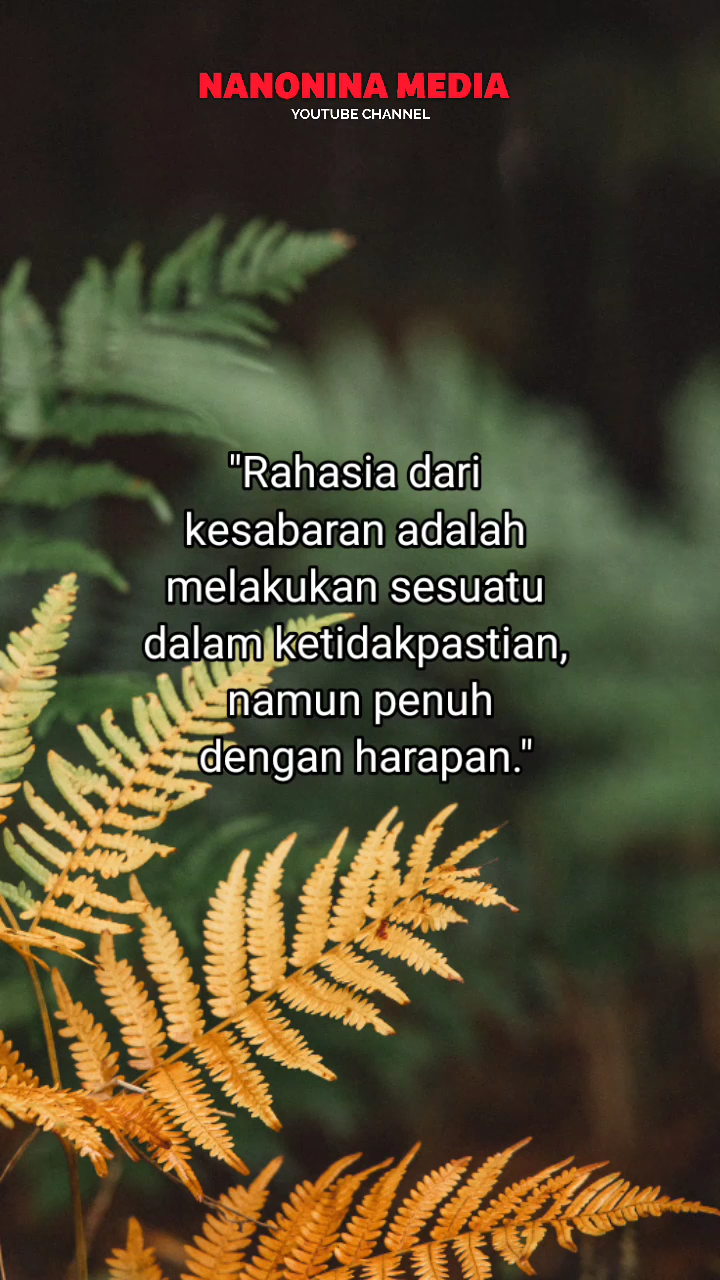 NANONINA MEDIA
YOUTUBE CHANNEL
"Rahasia dari
kesabaran adalah
melakukan sesuatu
dalam ketidakpastian,
namun penuh
dengan harapan."